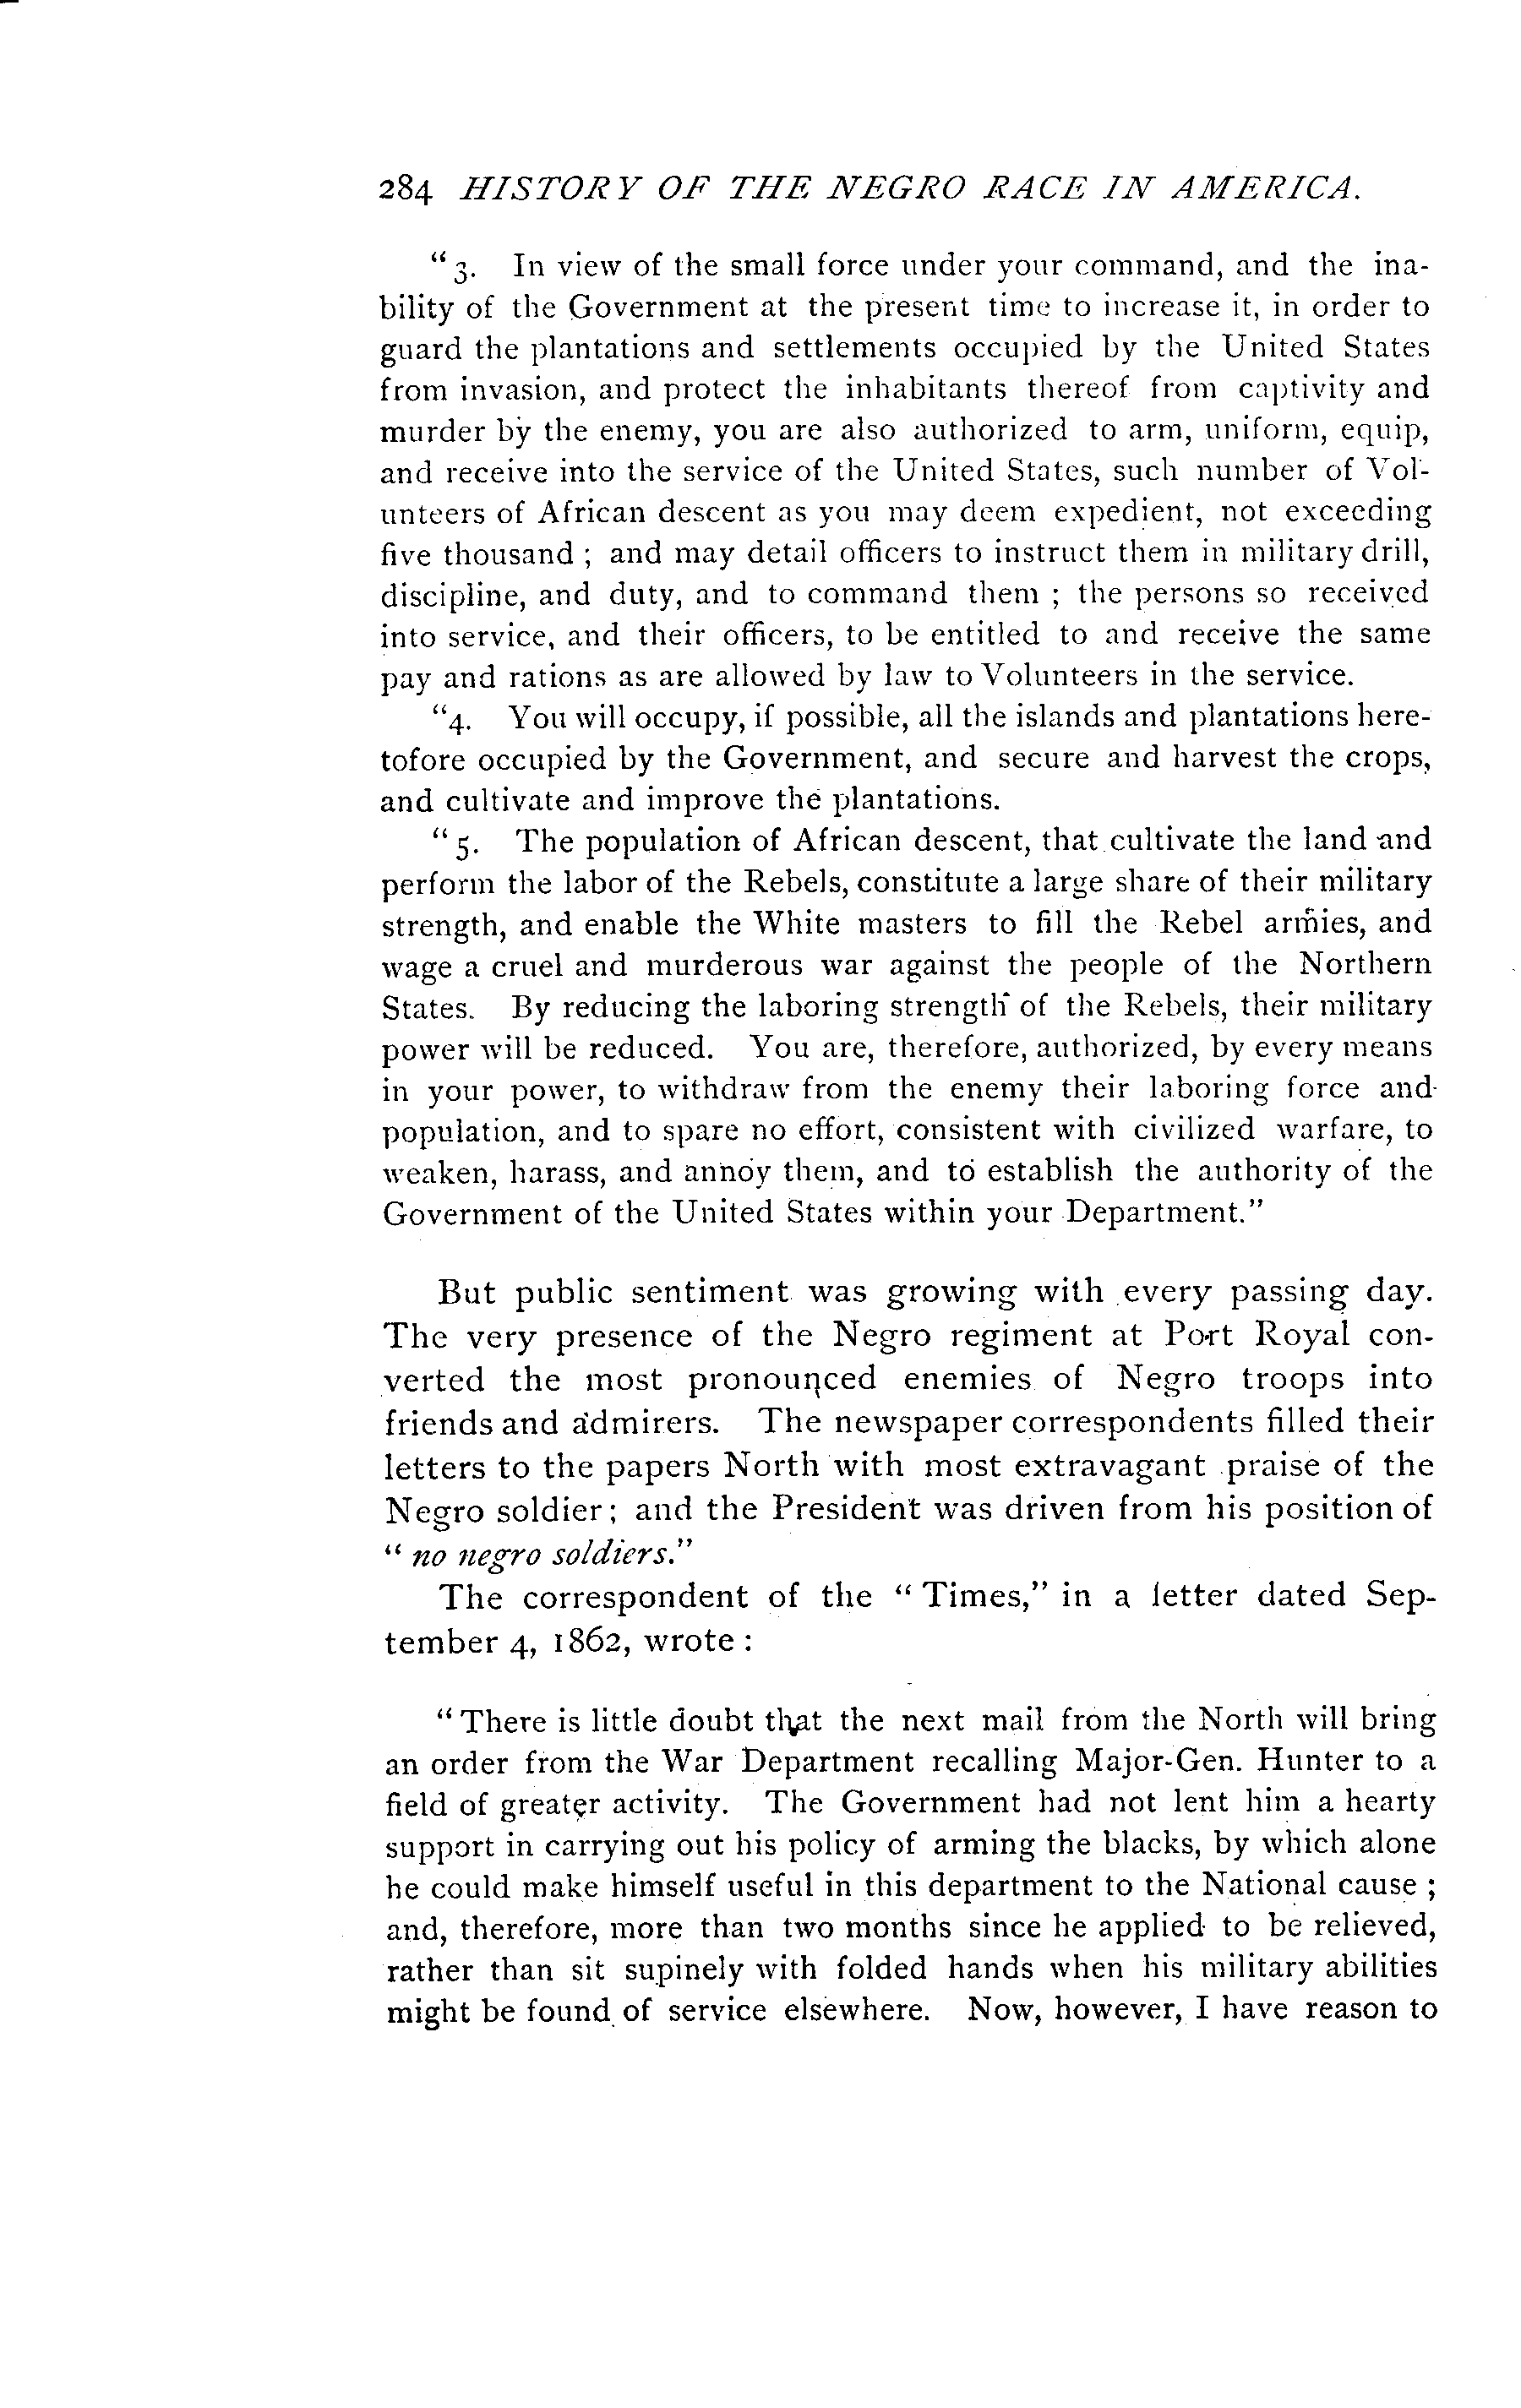 284 HISTORY OF THE NEGRO RACE IN AMERICA.
“3. In view of the small force under your command, and the ina-
bility of the Government at the present time to increase it, in order to
guard the plantations and settlements occupied by the United States
from invasion, and protect the inhabitants thereof from captivity and
murder by the enemy, you are also authorized to arm, uniform, equip,
and receive into the service of the United States, such number of Vol-
unteers of African descent as you may deem expedient, not exceeding
five thousand ; and may detail officers to instruct them in military drill,
discipline, and duty, and to command them ; the persons so received
into service, and their officers, to be entitled to and receive the same
pay and rations as are allowed by law to Volunteers in the service.
“4. You will occupy, if possible, all the islands and plantations here-
tofore occupied by the Government, and secure and harvest the crops,
and cultivate and improve the plantations.
“5. The population of African descent, that cultivate the land and
perform the labor of the Rebels, constitute a large share of their military
strength, and enable the White masters to fill the Rebel armies, and
wage a cruel and murderous war against the people of the Northern
States. By reducing the laboring strength of the Rebels, their military
power will be reduced. You are, therefore, authorized, by every means
in your power, to withdraw from the enemy their laboring force and
population, and to spare no effort, consistent with civilized warfare, to
weaken, harass, and annoy them, and to establish the authority of the
Government of the United States within your Department.”
But public sentiment was growing with every passing day.
The very presence of the Negro regiment at Port Royal con-
verted the most pronounced enemies of Negro troops into
friends and admirers. The newspaper correspondents filled their
letters to the papers North with most extravagant praise of the
Negro soldier; and the President was driven from his position of
“ no negro soldiers.”
The correspondent of the “ Times,” in a letter dated Sep-
tember 4, 1862, wrote :
“ There is little doubt that the next mail from the North will bring
an order from the War Department recalling Major-Gen. Hunter to a
field of greater activity. The Government had not lent him a hearty
support in carrying out his policy of arming the blacks, by which alone
he could make himself useful in this department to the National cause ;
and, therefore, more than two months since he applied to be relieved,
rather than sit supinely with folded hands when his military abilities
might be found of service elsewhere. Now, however, I have reason to